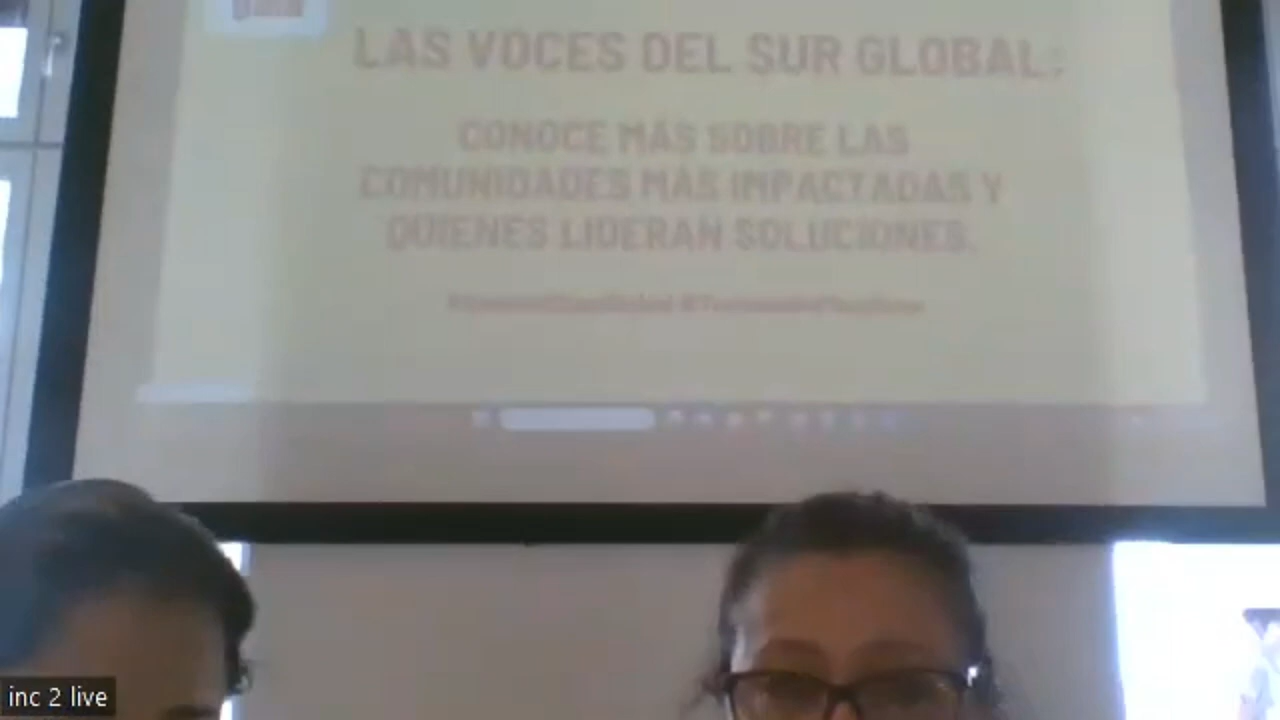 LAS VOCES DEL SUR GLOBAL:
CONOCE MÁS SOBRE LAS
COMUNIDADES MÁS IMPACTADAS Y
QUIENES LIDERAN SOLUCIONES.
inc 2 live